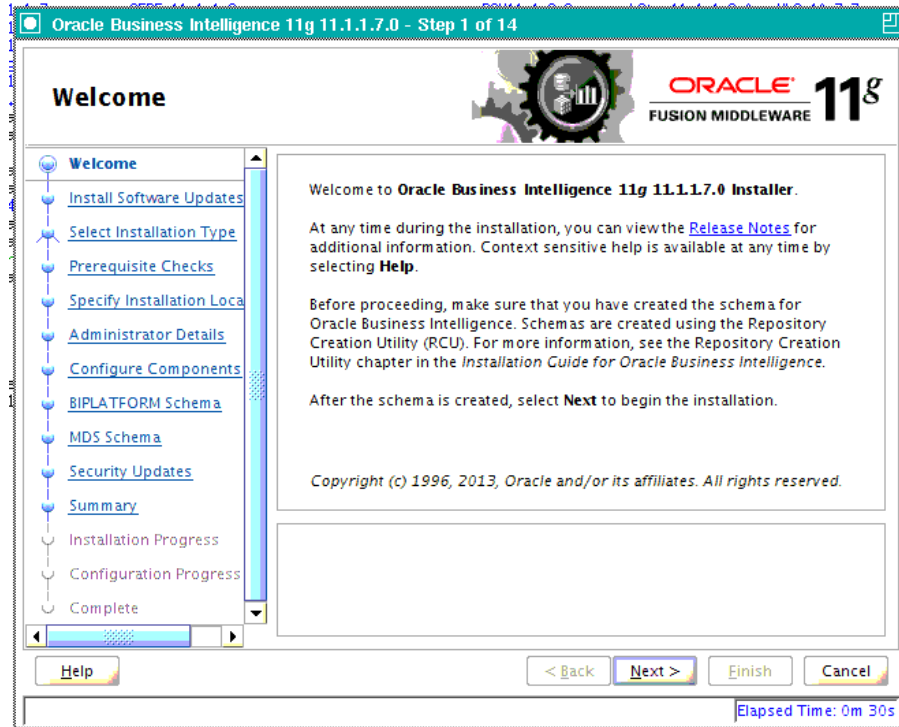 Oracle Business Intelligence 11g 11.1.1.7.0 - Step 1 of 14
Welcome
ORACLE
FUSION MIDDLEWARE
11g
Welcome
Install Software Updates
Select Installation Type
Prerequisite Checks
Specify Installation Loca
Administrator Details
Configure Components
BIPLATFORM Schema
MDS Schema
Security Updates
Summary
Installation Progress
Configuration Progress
Complete
Welcome to Oracle Business Intelligence 11g 11.1.1.7.0 Installer.
At any time during the installation, you can view the Release Notes for
additional information. Context sensitive help is available at any time by
selecting Help.
Before proceeding, make sure that you have created the schema for
Oracle Business Intelligence. Schemas are created using the Repository
Creation Utility (RCU). For more information, see the Repository Creation
Utility chapter in the Installation Guide for Oracle Business Intelligence.
After the schema is created, select Next to begin the installation.
Copyright (c) 1996, 2013, Oracle and/or its affiliates. All rights reserved.
Help
< Back
Next >
Finish
Cancel
Elapsed Time: 0m 30s